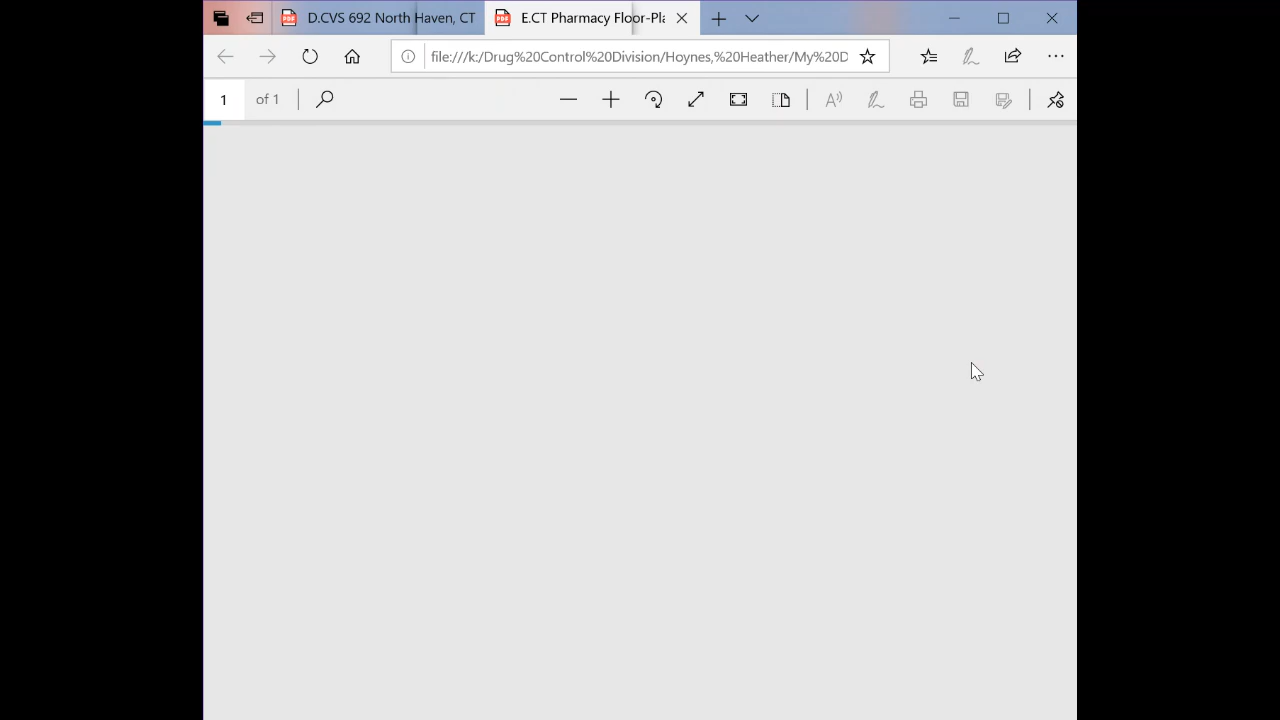 D.CVS 692 North Haven, CT
E.CT Pharmacy Floor-Pla
file:///k:/Drug%20Control%20Division/Hoynes,%20Heather/My%20D
1 of 1